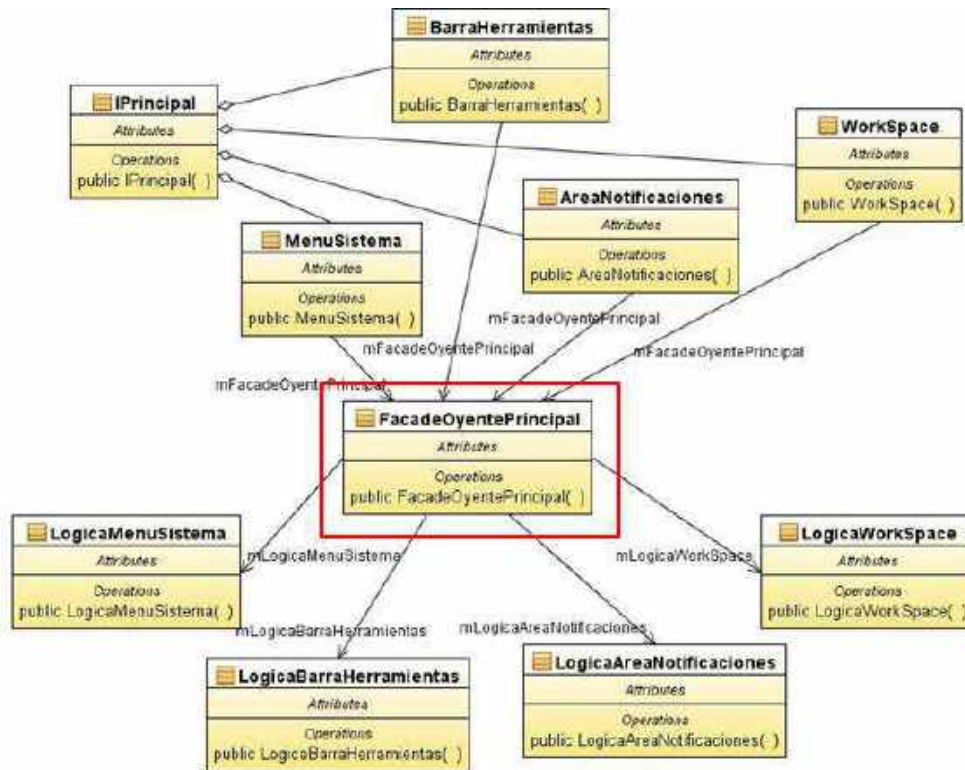 BarraHerramientas
Attributes
Operations
public BarraHerramientas( )
IPrincipal
Attributes
Operations
public IPrincipal( )
WorkSpace
Attributes
Operations
public WorkSpace( )
AreaNotificaciones
Attributes
Operations
public AreaNotificaciones( )
MenuSistema
Attributes
Operations
public MenuSistema( )
mFacadeOyentePrincipal
mFacadeOyentePrincipal
mFacadeOyentePrincipal
mFacadeOyentePrincipal
FacadeOyentePrincipal
Attributes
Operations
public FacadeOyentePrincipal( )
LogicaMenuSistema
Attributes
Operations
public LogicaMenuSistema( )
mLogicaMenuSistema
mLogicaWorkSpace
LogicaWorkSpace
Attributes
Operations
public LogicaWorkSpace( )
mLogicaBarraHerramientas
mLogicaAreaNotificaciones
LogicaBarraHerramientas
Attributes
Operations
public LogicaBarraHerramientas( )
LogicaAreaNotificaciones
Attributes
Operations
public LogicaAreaNotificaciones( )